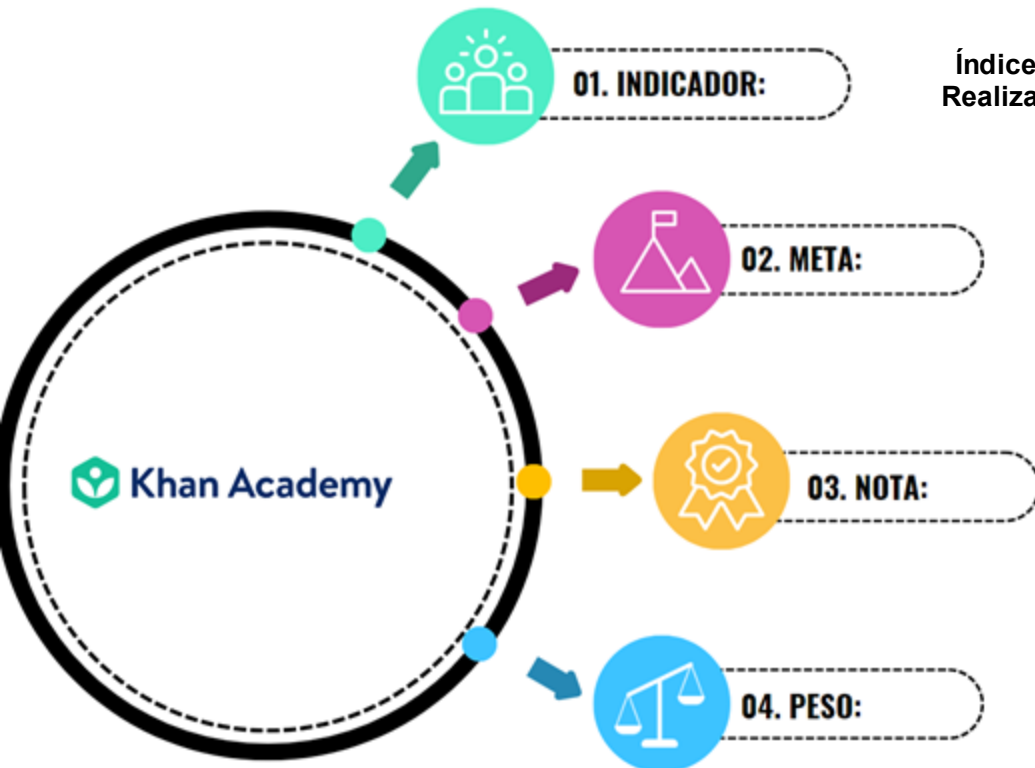 01. INDICADOR:
Índice
Realiza
02. META:
Khan Academy
03. NOTA:
04. PESO: